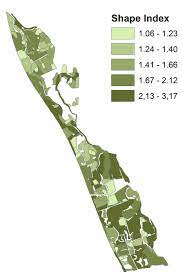 Shape Index
1.06 - 1.23
1.24 - 1.40
1.41 - 1.66
1.67 - 2.12
2,13 - 3,17